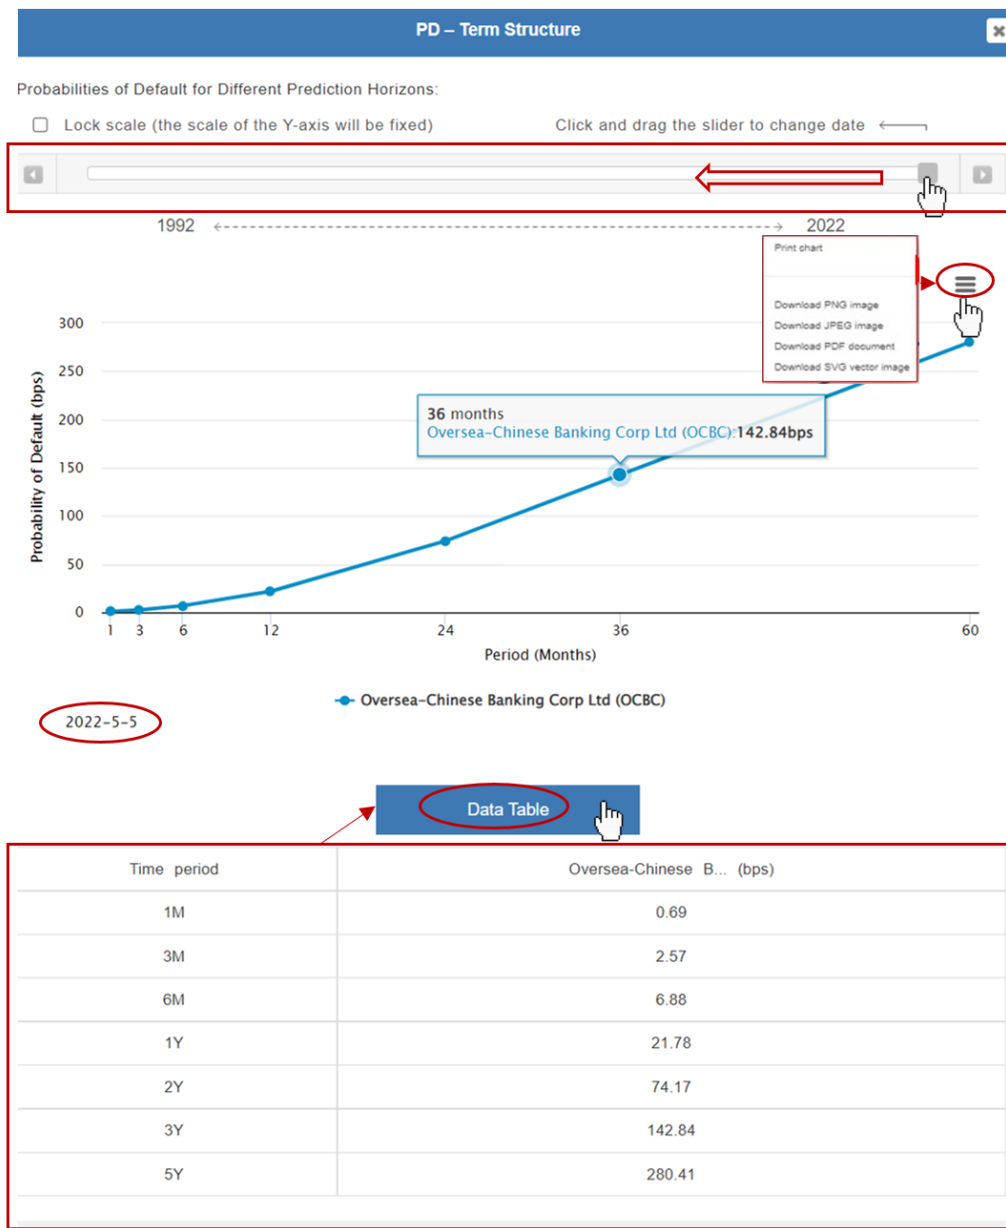 PD – Term Structure
Probabilities of Default for Different Prediction Horizons:
Lock scale (the scale of the Y-axis will be fixed)
Click and drag the slider to change date
1992
2022
Print chart
Download PNG image
Download JPEG image
Download PDF document
Download SVG vector image
Probability of Default (bps)
300
250
200
150
100
50
0
36 months
Oversea-Chinese Banking Corp Ltd (OCBC):142.84bps
1 3 6 12 24 36 60
Period (Months)
Oversea-Chinese Banking Corp Ltd (OCBC)
2022-5-5
Data Table
Time period Oversea-Chinese B... (bps)
1M 0.69
3M 2.57
6M 6.88
1Y 21.78
2Y 74.17
3Y 142.84
5Y 280.41